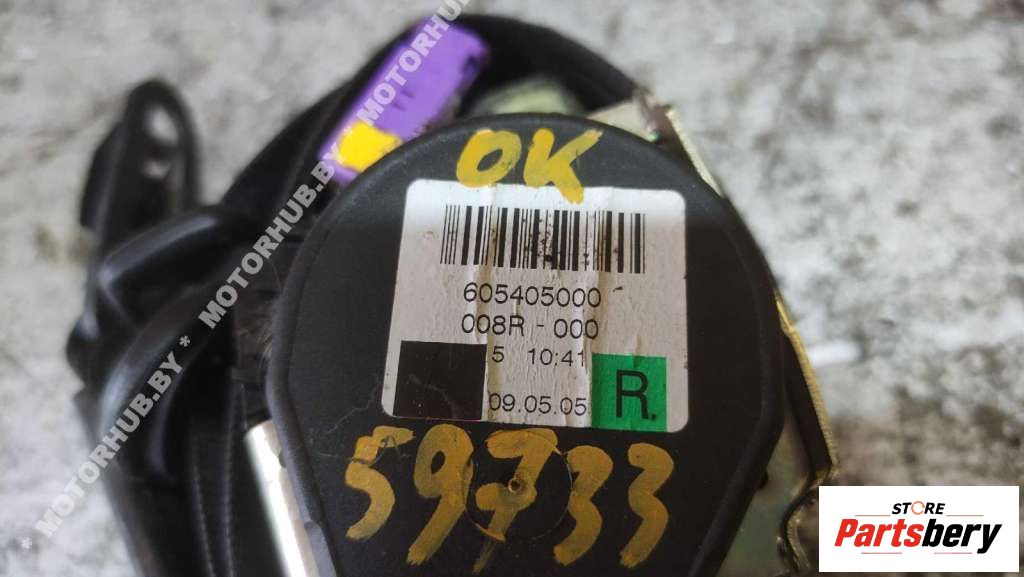 OK
605405000
008R - 000
5 10:41
09.05.05
R.
59733
* MOTORHUB.BY * MOTORHUB.BY * MOTORHUB.BY
STORE
Partsbery